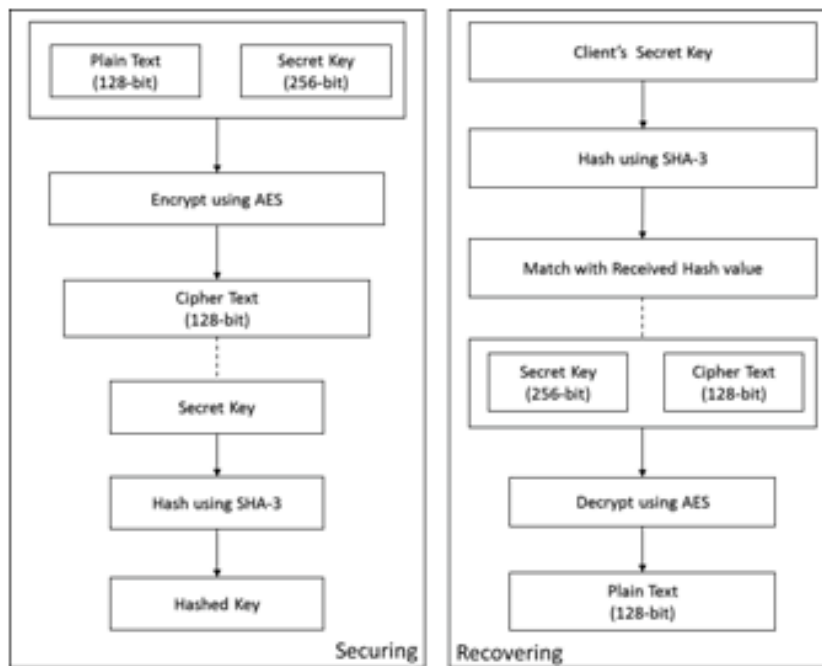 Plain Text
(128-bit)
Secret Key
(256-bit)
Encrypt using AES
Cipher Text
(128-bit)
Secret Key
Hash using SHA-3
Hashed Key
Securing
Client's Secret Key
Hash using SHA-3
Match with Received Hash value
Secret Key
(256-bit)
Cipher Text
(128-bit)
Decrypt using AES
Plain Text
(128-bit)
Recovering